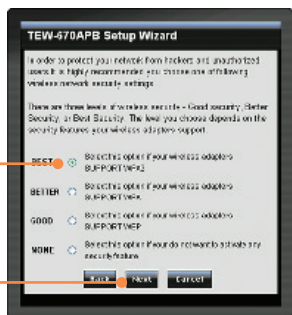 TEW-670APB Setup Wizard
In order to protect your network from hackers and unauthorized
users it is highly recommended you choose one of following
wireless network security settings.
There are three levels of wireless security - Good security, Better
Security, or Best Security. The level you choose depends on the
security features your wireless adapters support.
BEST Select this option if your wireless adapters
SUPPORT WPA2
BETTER Select this option if your wireless adapters
SUPPORT WPA
GOOD Select this option if your wireless adapters
SUPPORT WEP
NONE Select this option if your do not want to activate any
security feature
Back Next Cancel